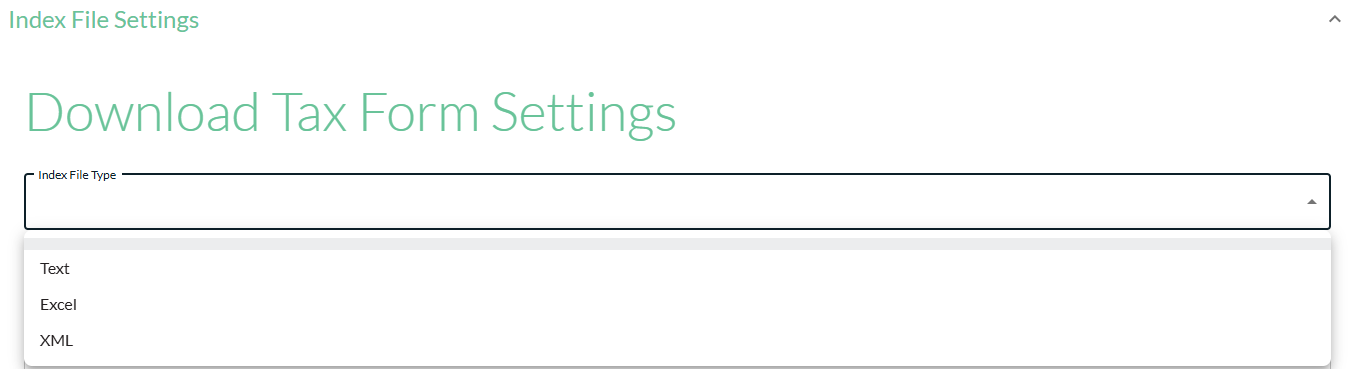 Index File Settings
Download Tax Form Settings
Index File Type
Text
Excel
XML